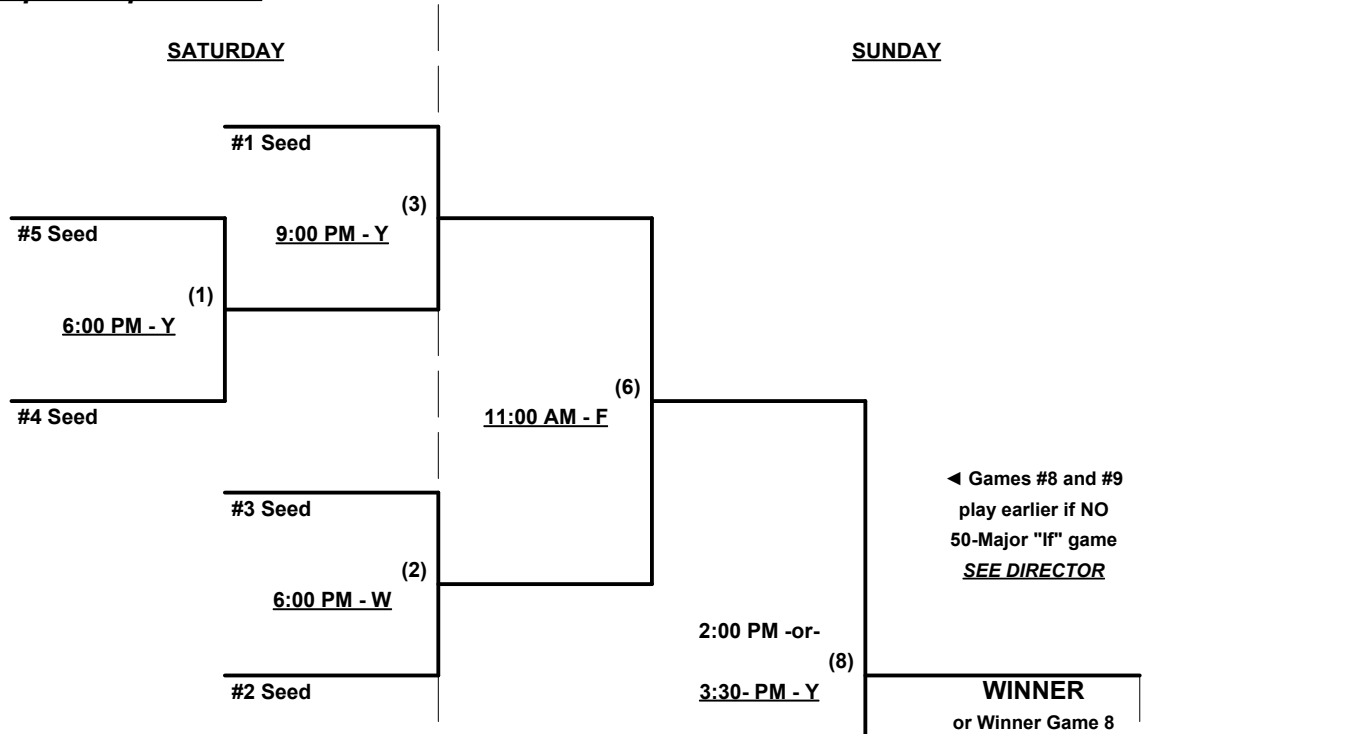 SATURDAY
SUNDAY
#1 Seed
(3)
#5 Seed
9:00 PM - Y
(1)
6:00 PM - Y
(6)
#4 Seed
11:00 AM - F
◄ Games #8 and #9
#3 Seed
play earlier if NO
50-Major "If" game
(2)
SEE DIRECTOR
6:00 PM - W
2:00 PM -or-
(8)
#2 Seed
3:30- PM - Y
WINNER
or Winner Game 8